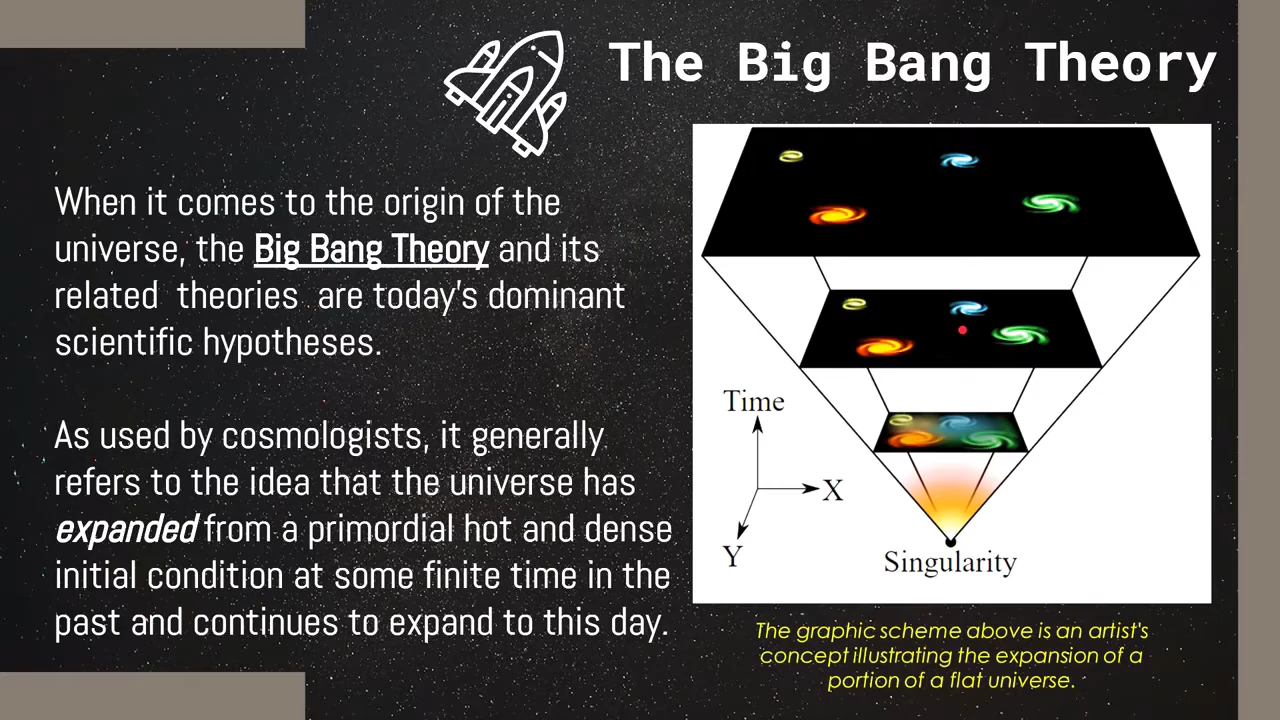 The Big Bang Theory
When it comes to the origin of the
universe, the Big Bang Theory and its
related theories are today's dominant
scientific hypotheses.
As used by cosmologists, it generally
refers to the idea that the universe has
expanded from a primordial hot and dense
initial condition at some finite time in the
past and continues to expand to this day.
Time
X
Y
Singularity
The graphic scheme above is an artist's
concept illustrating the expansion of a
portion of a flat universe.